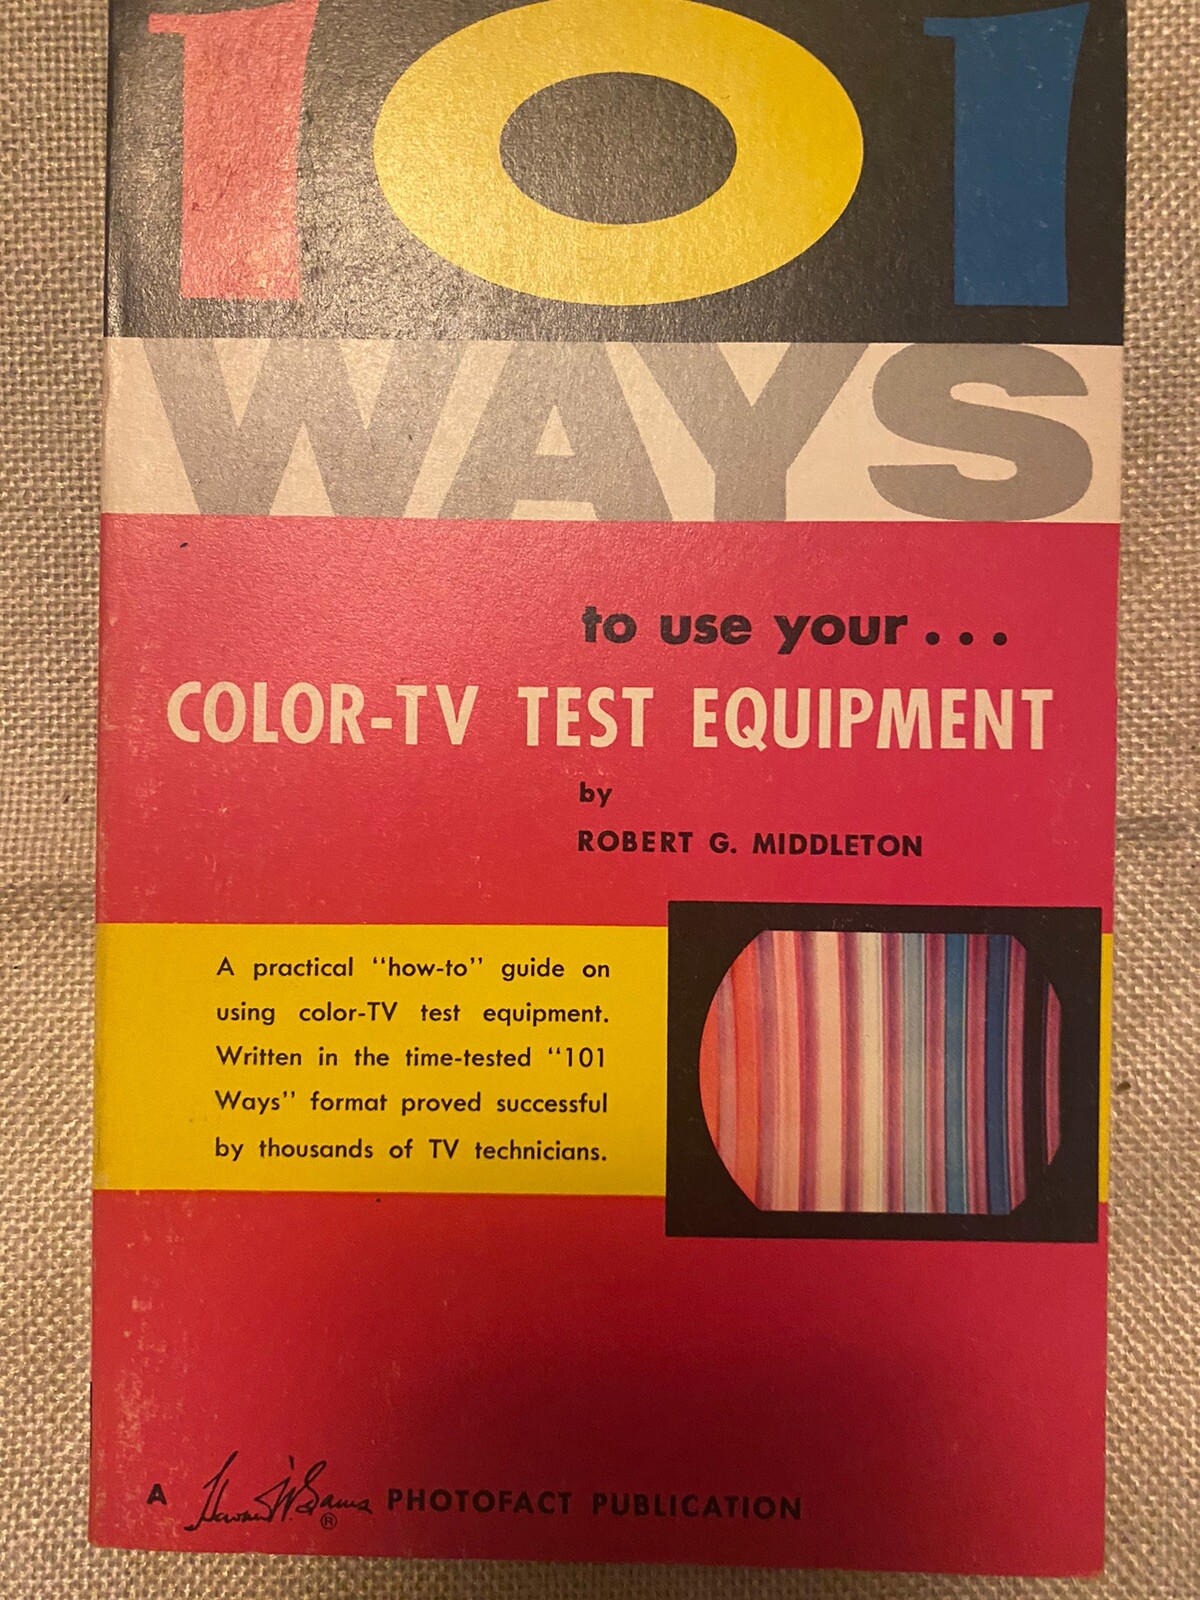 101
WAYS
to use your...
COLOR-TV TEST EQUIPMENT
by
ROBERT G. MIDDLETON
A practical "how-to" guide on
using color-TV test equipment.
Written in the time-tested "101
Ways" format proved successful
by thousands of TV technicians.
A Howard W. Sams ® PHOTOFACT PUBLICATION